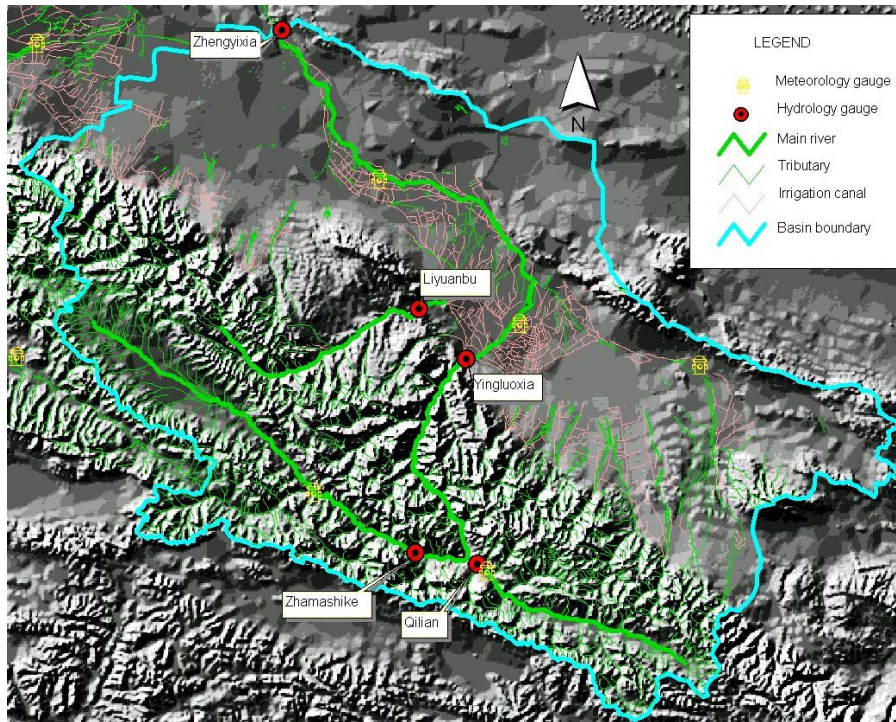 Zhengyixia
LEGEND
Meteorology gauge
Hydrology gauge
Main river
Tributary
Irrigation canal
Basin boundary
N
Liyuanbu
Yingluoxia
Zhamashike
Qilian